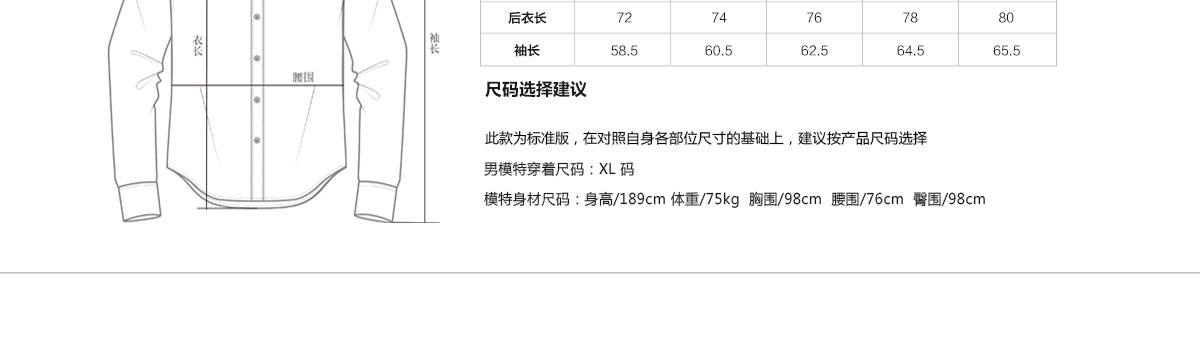 衣长
袖长
腰围
后衣长 72 74 76 78 80
袖长 58.5 60.5 62.5 64.5 65.5
尺码选择建议
此款为标准版，在对照自身各部位尺寸的基础上，建议按产品尺码选择
男模特穿着尺码：XL 码
模特身材尺码：身高/189cm 体重/75kg 胸围/98cm 腰围/76cm 臀围/98cm